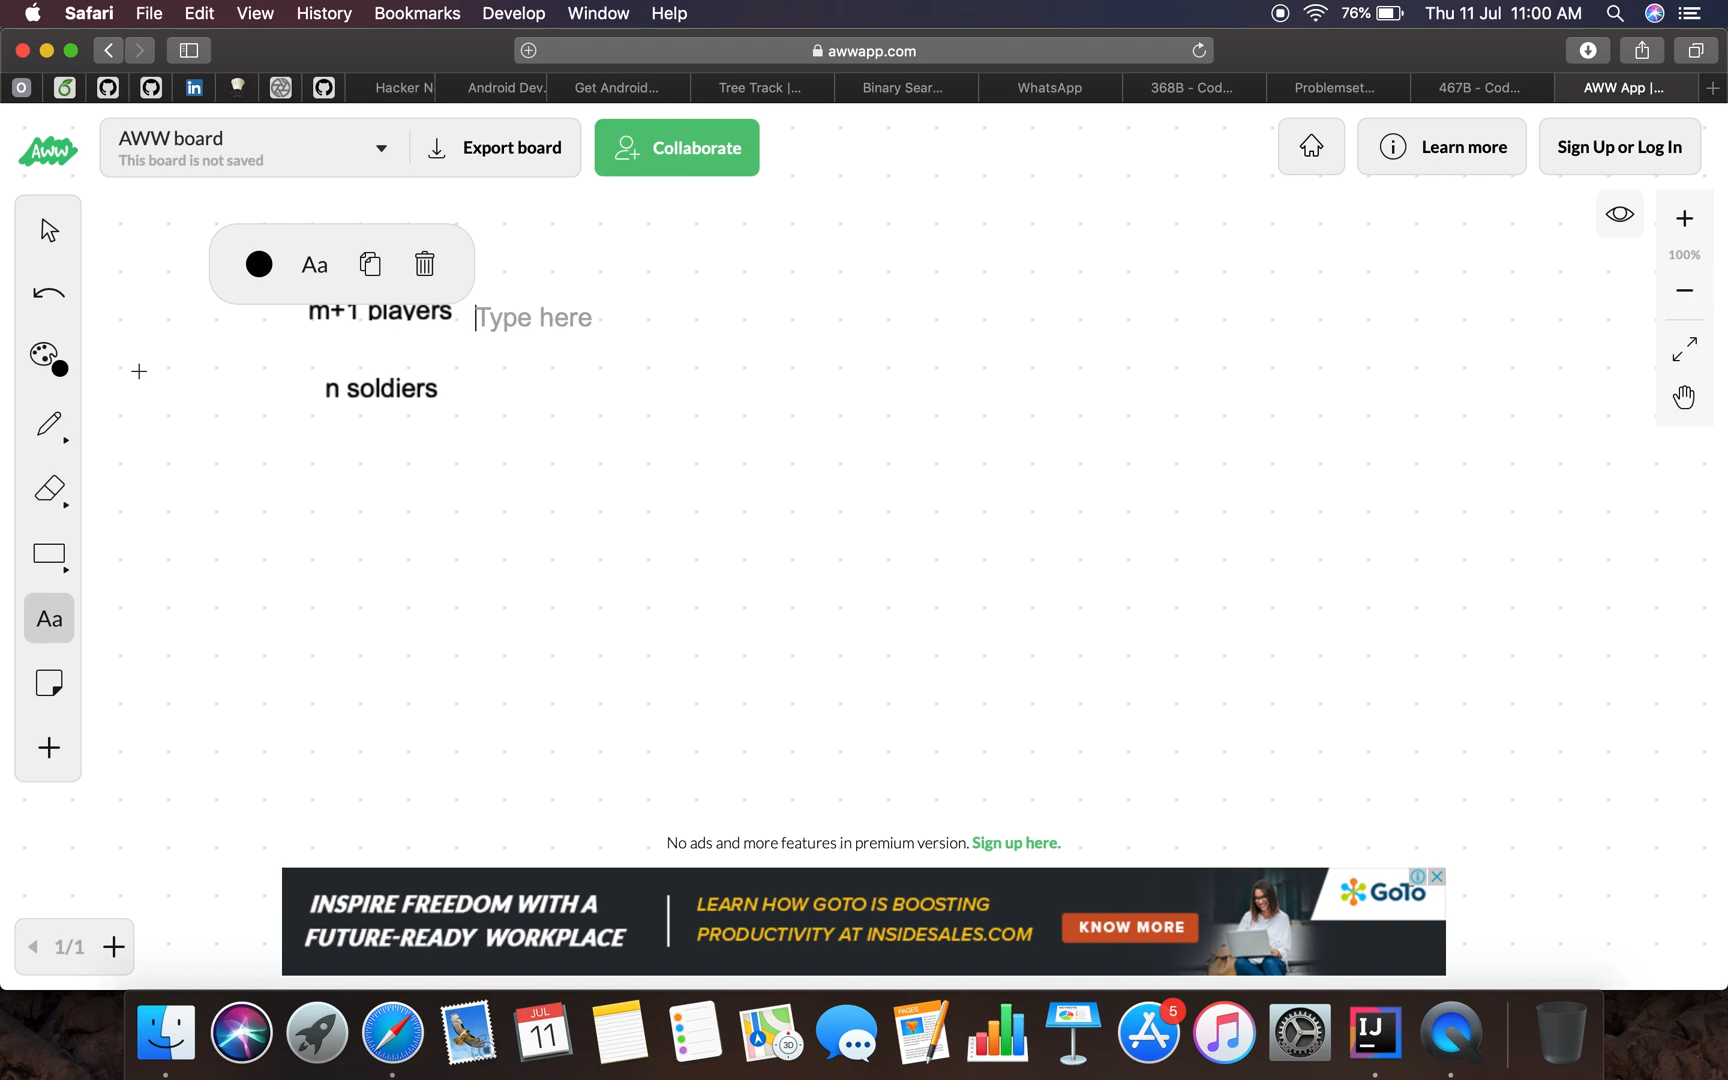 Safari File Edit View History Bookmarks Develop Window Help 76% Thu 11 Jul 11:00 AM
awwapp.com
O in Hacker N Android Dev. Get Android... Tree Track |... Binary Sear... WhatsApp 368B - Cod... Problemset... 467B - Cod... AWW App |...
AWW
AWW board
This board is not saved
Export board
Collaborate
Learn more
Sign Up or Log In
100%
Aa
m+1 players
Type here
n soldiers
Aa
No ads and more features in premium version. Sign up here.
INSPIRE FREEDOM WITH A
FUTURE-READY WORKPLACE
LEARN HOW GOTO IS BOOSTING
PRODUCTIVITY AT INSIDESALES.COM
KNOW MORE
GoTo
1/1
JUL
11
3D
PAGES
5
IJ